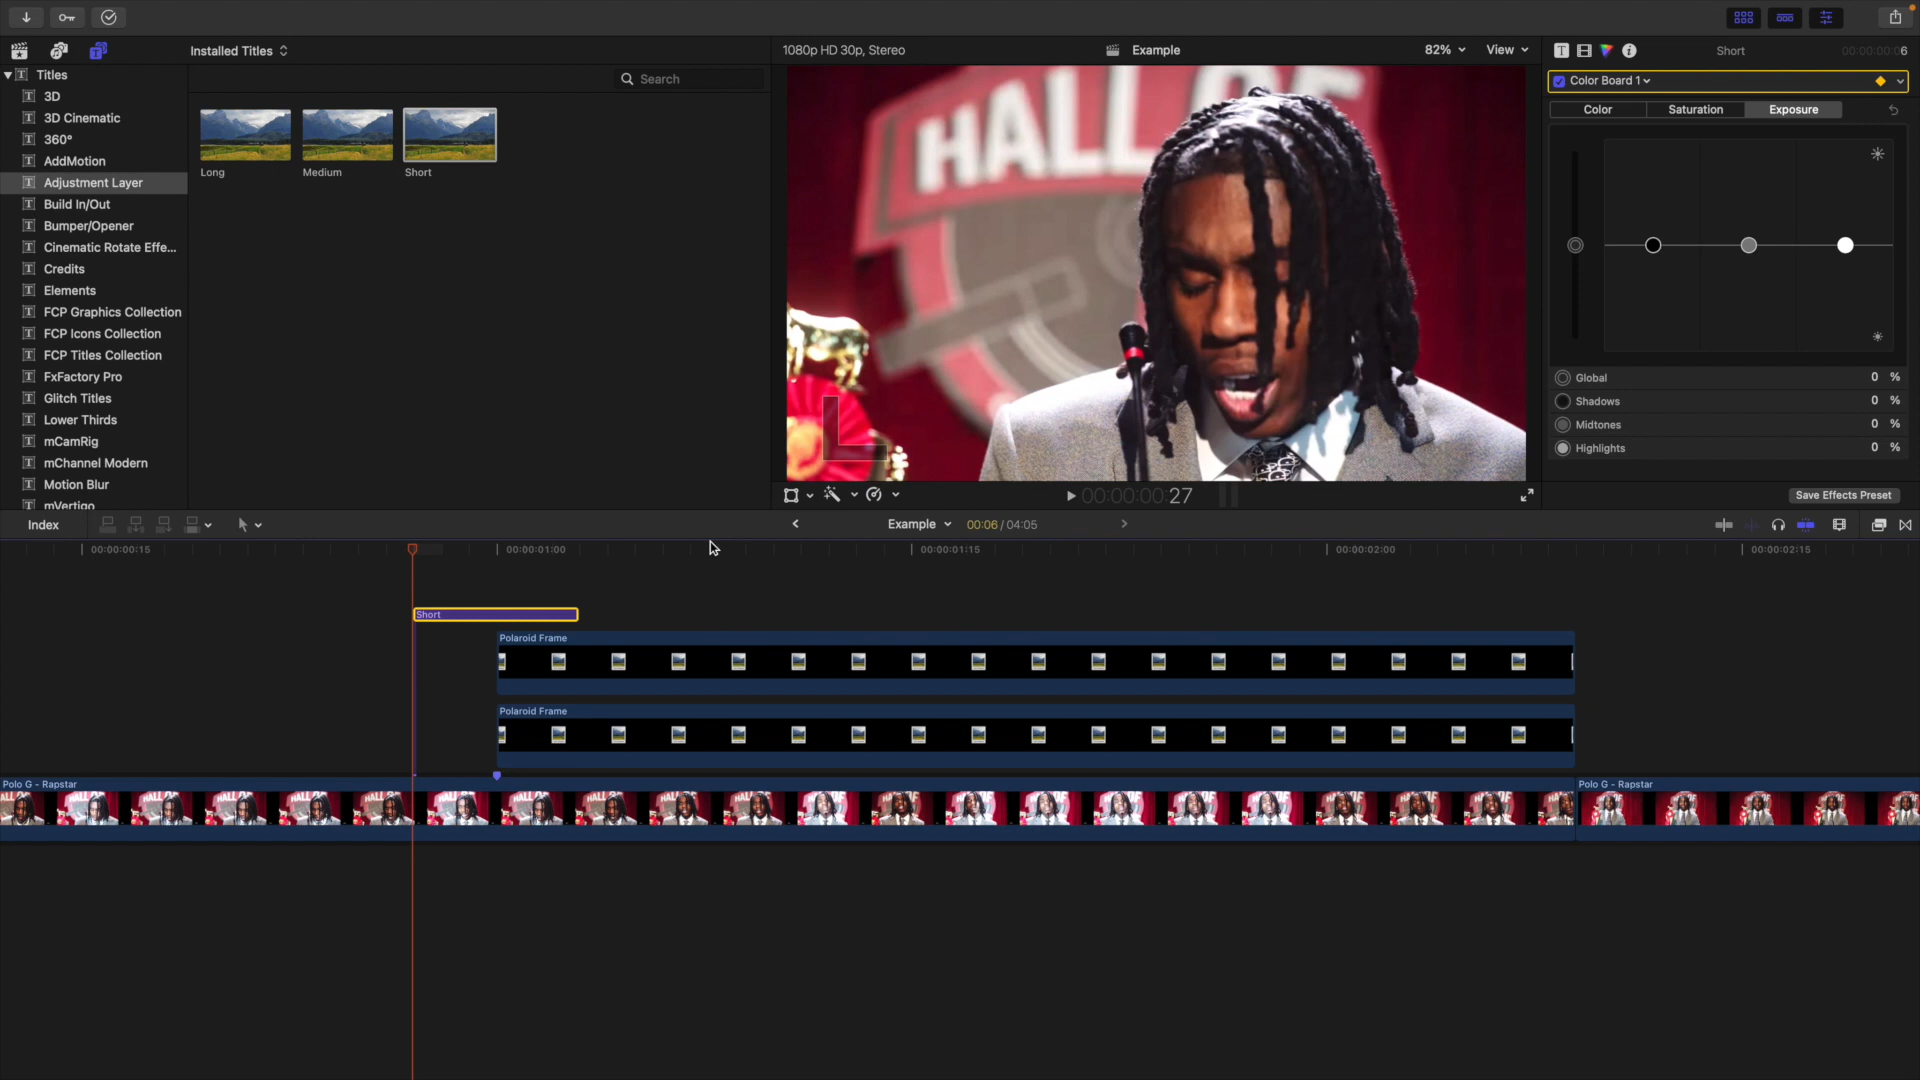 Installed Titles
1080p HD 30p, Stereo
Example
82%
View
Short
00:00:00:06
Titles
Search
Color Board 1
3D
Color
Saturation
Exposure
3D Cinematic
360°
AddMotion
Long
Medium
Short
Adjustment Layer
Build In/Out
Bumper/Opener
Cinematic Rotate Effe...
Credits
Elements
FCP Graphics Collection
FCP Icons Collection
FCP Titles Collection
FxFactory Pro
Glitch Titles
Lower Thirds
mCamRig
mChannel Modern
Motion Blur
mVertigo
HALL OF
Global 0 %
Shadows 0 %
Midtones 0 %
Highlights 0 %
00:00:00:27
Save Effects Preset
Index
Example
00:06 / 04:05
00:00:00:15
00:00:01:00
00:00:01:15
00:00:02:00
00:00:02:15
Short
Polaroid Frame
Polaroid Frame
Polo G - Rapstar
Polo G - Rapstar